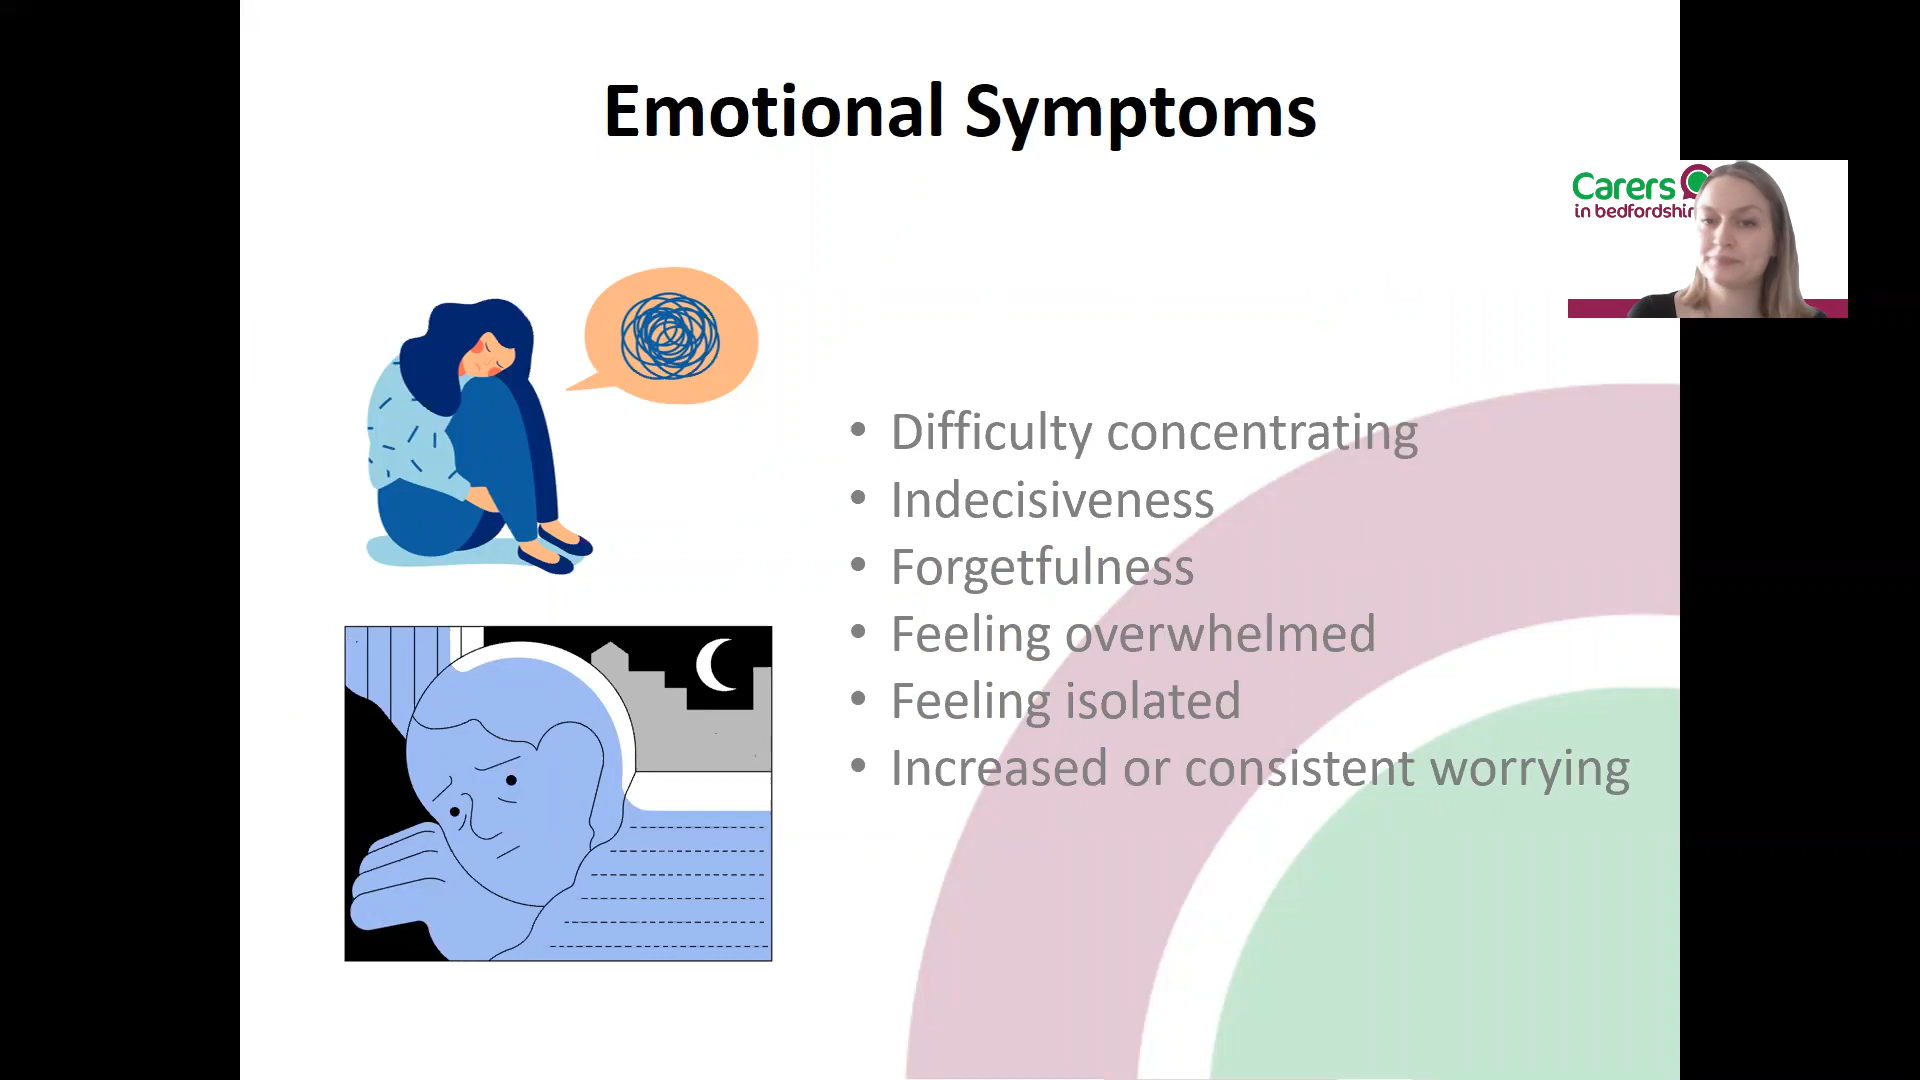 Emotional Symptoms
Carers
in bedfordshir
• Difficulty concentrating
• Indecisiveness
• Forgetfulness
• Feeling overwhelmed
• Feeling isolated
• Increased or consistent worrying